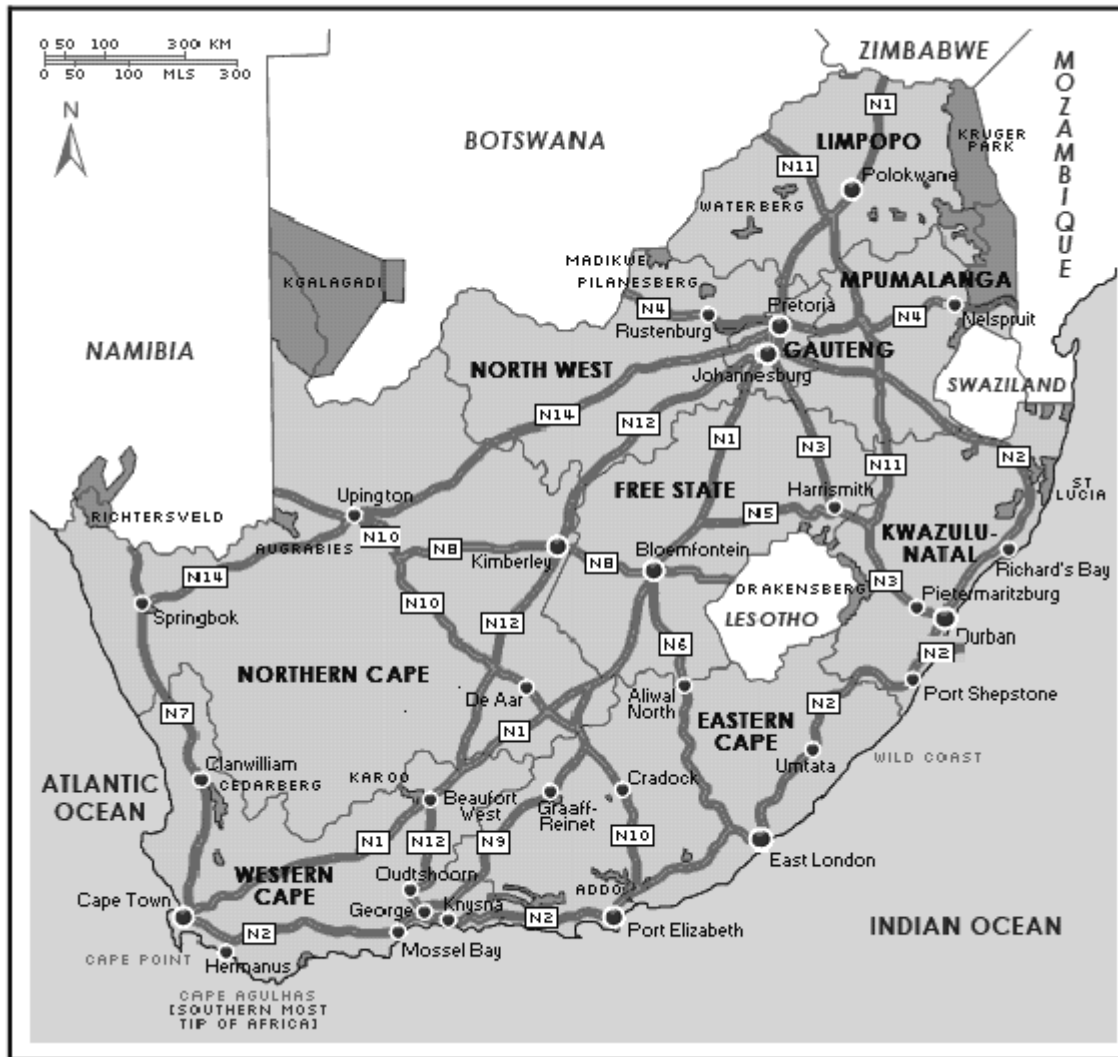 0 50 100 300 KM
0 50 100 MLS 300
N
ZIMBABWE
MOZAMBIQUE
BOTSWANA
N1
LIMPOPO
KRUGER
PARK
N11
Polokwane
WATERBERG
MADIKWE
KGALAGADI
PILANESBERG
MPUMALANGA
N4
Rustenburg
Pretoria
N4
Nelspruit
NAMIBIA
NORTH WEST
GAUTENG
Johannesburg
SWAZILAND
N14
N12
N1
N3
N11
N2
ST
LUCIA
Upington
FREE STATE
Harrismith
RICHTERSVELD
AUGRABIES
N10
N8
Kimberley
N8
Bloemfontein
N5
KWAZULU-
NATAL
Richard's Bay
N14
Springbok
N10
N12
DRAKENSBERG
LESOTHO
N3
Pietermaritzburg
Durban
N6
N2
NORTHERN CAPE
De Aar
Aliwal
North
Port Shepstone
N7
N1
EASTERN
CAPE
N2
Umtata
WILD COAST
Clanwilliam
CEDARBERG
KAROO
ATLANTIC
OCEAN
Beaufort
West
Graaff-
Reinet
Cradock
N1
N12
N9
N10
East London
WESTERN
CAPE
Oudtshoorn
ADDO
Cape Town
George
Knysna
N2
N2
Port Elizabeth
INDIAN OCEAN
Mossel Bay
CAPE POINT
Hermanus
CAPE AGULHAS
[SOUTHERN MOST
TIP OF AFRICA]